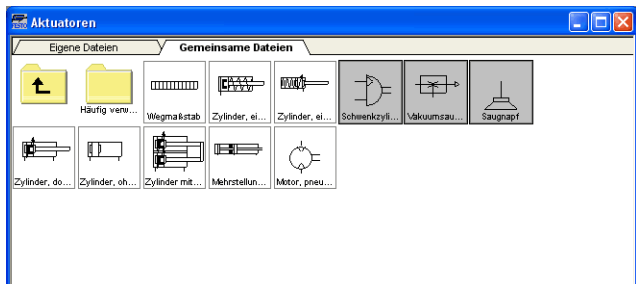 Aktuatoren
Eigene Dateien
Gemeinsame Dateien
Häufig verw...
Wegmaßstab
Zylinder, ei...
Zylinder, ei...
Schwenkzyli...
Vakuumsau...
Saugnapf
Zylinder, do...
Zylinder, oh...
Zylinder mit...
Mehrstellun...
Motor, pneu...